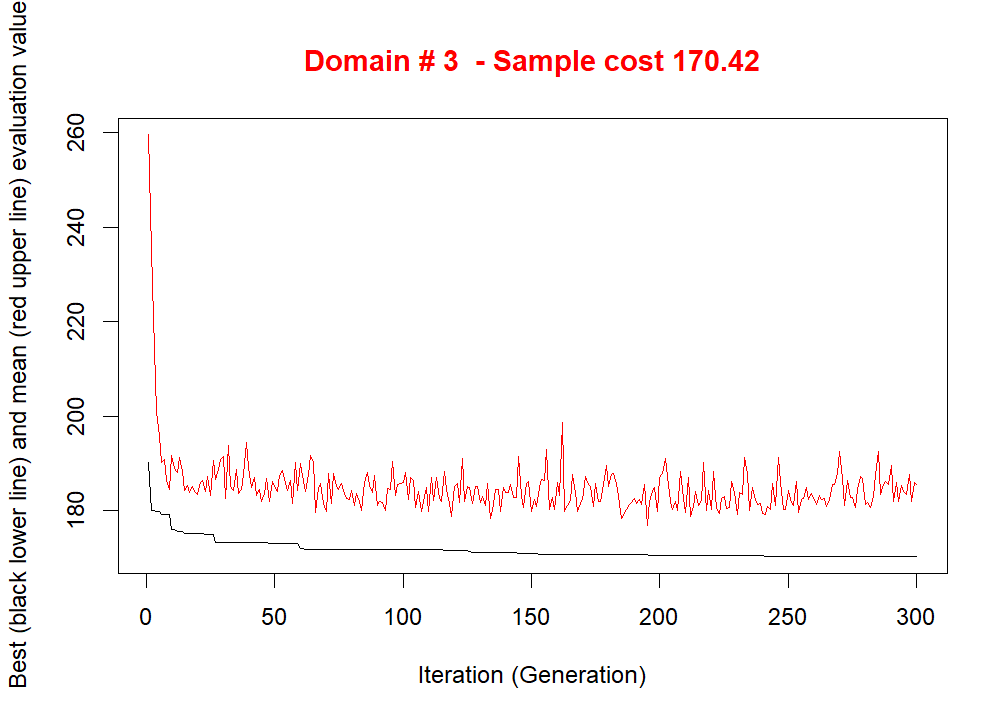 Domain # 3  - Sample cost 170.42
Best (black lower line) and mean (red upper line) evaluation value
260
240
220
200
180
0 50 100 150 200 250 300
Iteration (Generation)